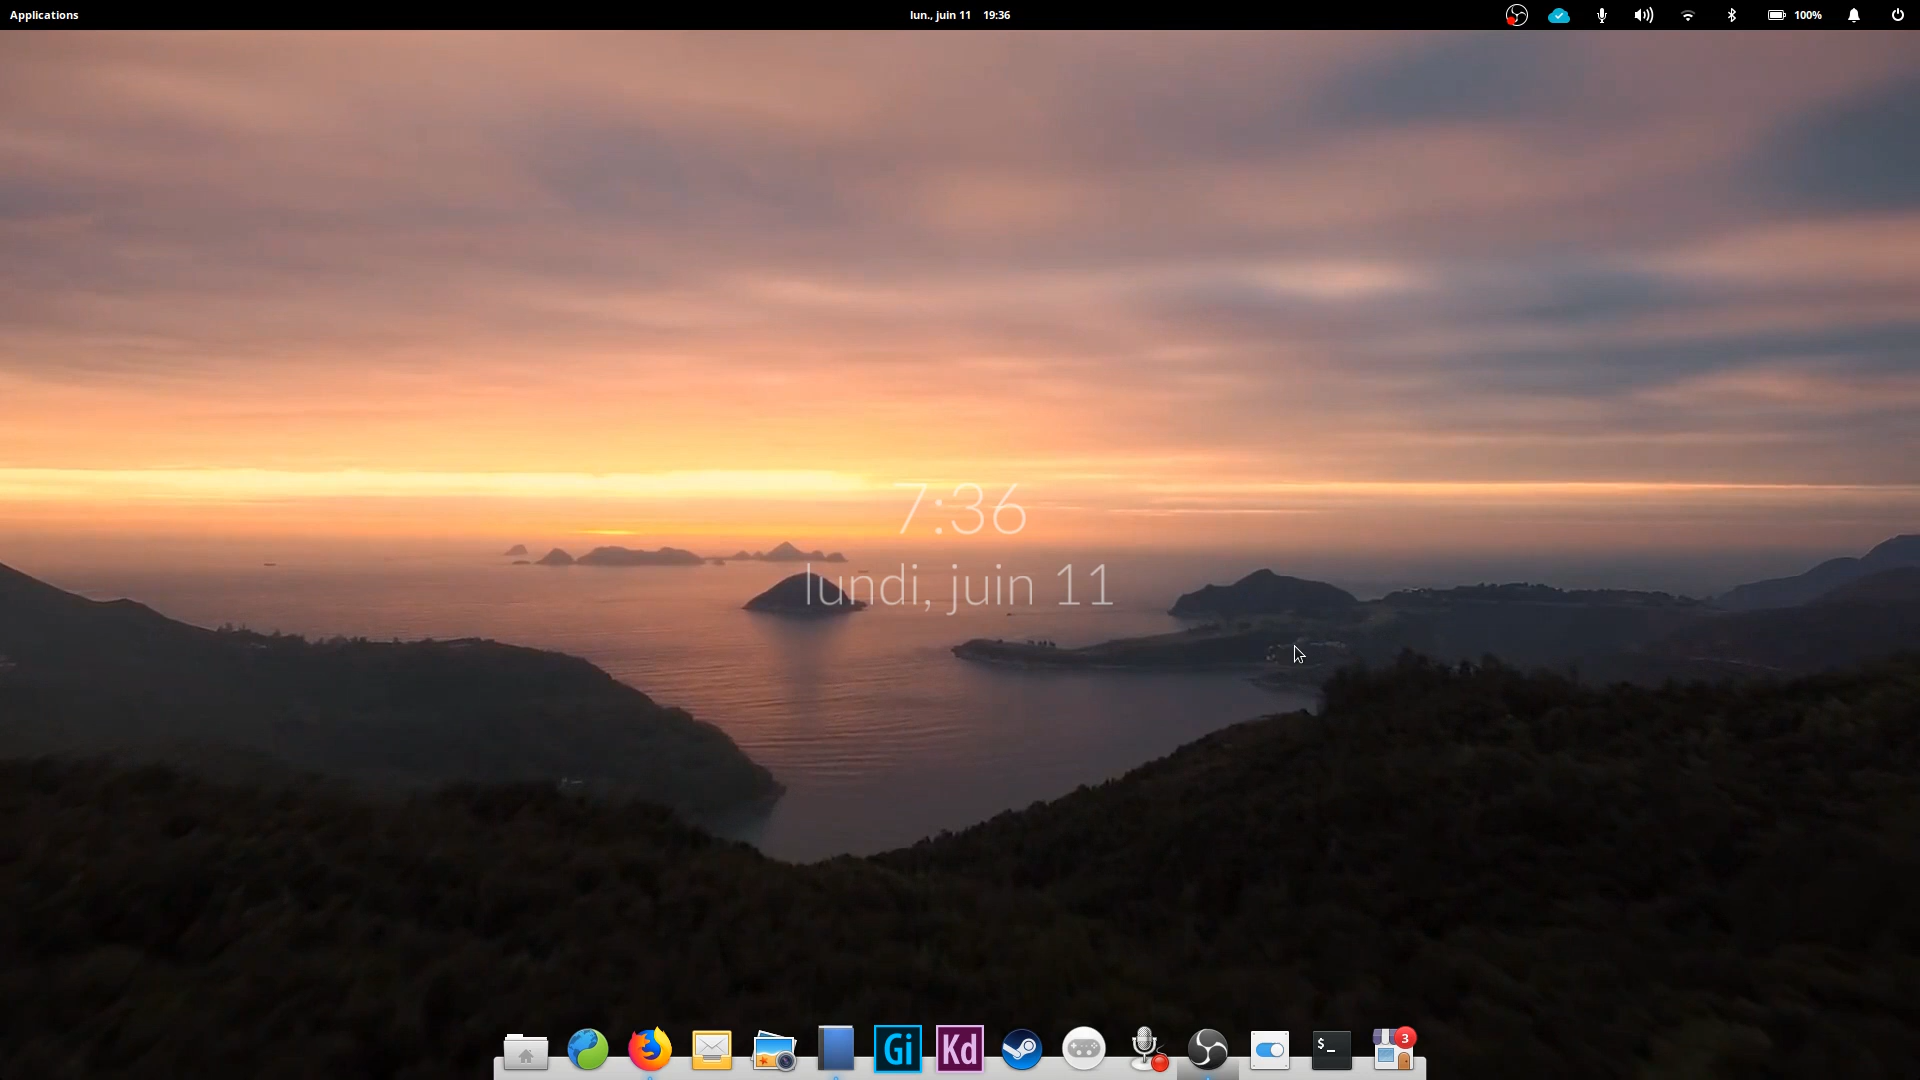 Applications
lun., juin 11 19:36
100%
7:36
lundi, juin 11
Gi
Kd
$_
3